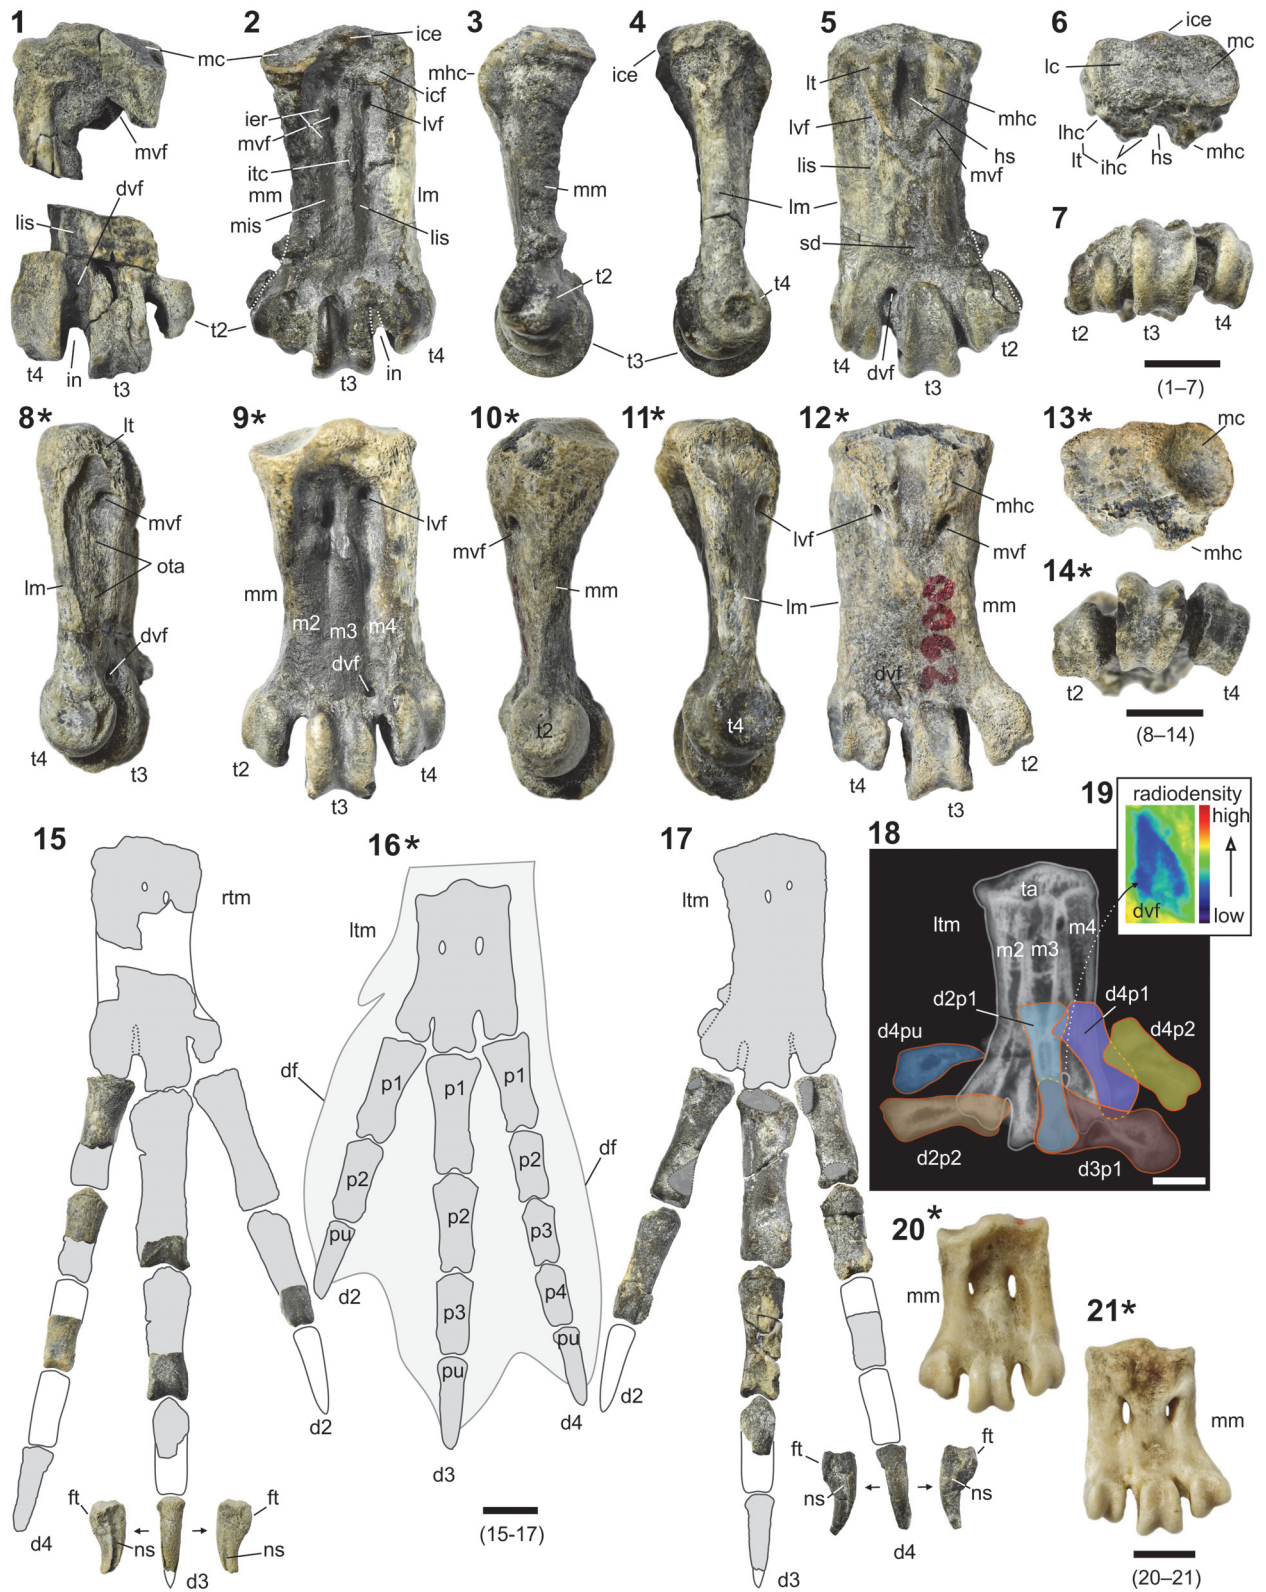 1
mc
mvf
dvf
lis
t4
in
t3
t2
2
ice
icf
lvf
ier
mvf
itc
mm
lm
mis
lis
t4
in
t3
3
mhc
mm
t2
t3
4
ice
lm
t4
5
lt
lvf
mhc
hs
mvf
lis
lm
sd
t4
dvf
t3
t2
6
ice
mc
lc
lhc
lt
ihc
hs
mhc
7
t2
t3
t4
(1–7)
8*
lt
mvf
ota
lm
dvf
t4
t3
9*
lvf
mm
m2
m3
m4
dvf
t2
t4
t3
10*
mvf
mm
t2
11*
lvf
lm
t4
12*
mhc
mvf
mm
2900
dvf
t4
t3
t2
13*
mc
mhc
14*
t2
t4
(8–14)
15
rtm
d4
ft
ns
ft
ns
d3
d2
16*
ltm
df
p1
p1
p1
p2
p2
p2
df
pu
p3
p3
p4
pu
pu
d2
d3
d4
(15-17)
17
ltm
d2
ft
ns
ft
ns
d4
d3
18
ta
ltm
m2
m3
m4
d2p1
d4p1
d4pu
d4p2
d2p2
d3p1
19
radiodensity
high
low
dvf
20*
mm
21*
mm
(20–21)